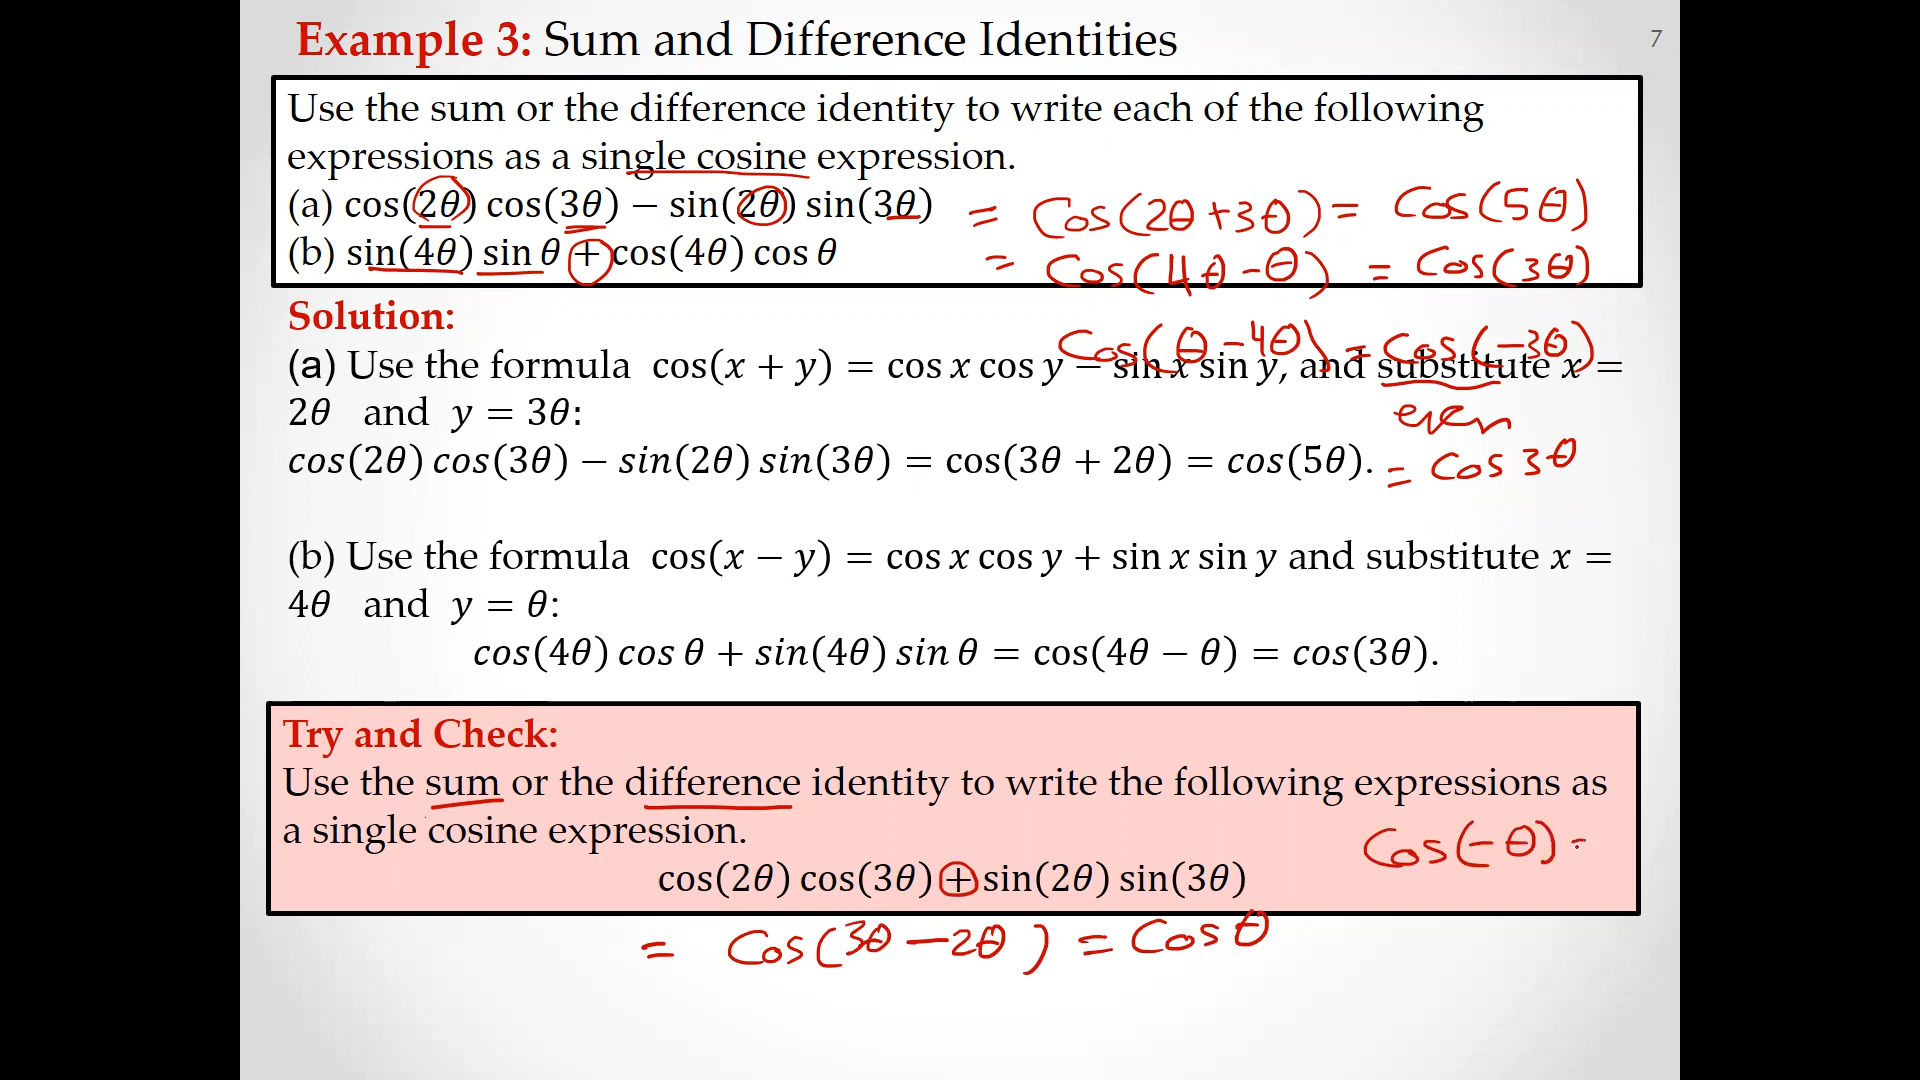 Example 3: Sum and Difference Identities
7
Use the sum or the difference identity to write each of the following
expressions as a single cosine expression.
(a) cos(2θ) cos(3θ) − sin(2θ) sin(3θ) = Cos(2θ+3θ) = Cos(5θ)
(b) sin(4θ) sin θ + cos(4θ) cos θ = Cos(4θ-θ) = Cos(3θ)
Solution:
Cos(θ-4θ) = Cos(-3θ)
(a) Use the formula cos(x + y) = cos x cos y − sin x sin y, and substitute x =
2θ and y = 3θ:
even
cos(2θ) cos(3θ) − sin(2θ) sin(3θ) = cos(3θ + 2θ) = cos(5θ).
= Cos 3θ
(b) Use the formula cos(x − y) = cos x cos y + sin x sin y and substitute x =
4θ and y = θ:
cos(4θ) cos θ + sin(4θ) sin θ = cos(4θ − θ) = cos(3θ).
Try and Check:
Use the sum or the difference identity to write the following expressions as
a single cosine expression.
Cos(-θ) =
cos(2θ) cos(3θ) + sin(2θ) sin(3θ)
= Cos(3θ-2θ) = Cos θ